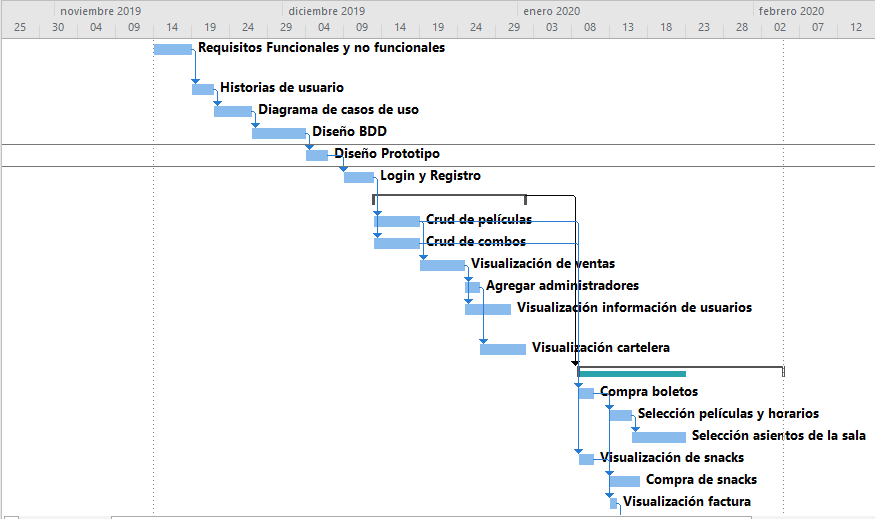 noviembre 2019 diciembre 2019 enero 2020 febrero 2020
25 30 04 09 14 19 24 29 04 09 14 19 24 29 03 08 13 18 23 28 02 07 12
Requisitos Funcionales y no funcionales
Historias de usuario
Diagrama de casos de uso
Diseño BDD
Diseño Prototipo
Login y Registro
Crud de películas
Crud de combos
Visualización de ventas
Agregar administradores
Visualización información de usuarios
Visualización cartelera
Compra boletos
Selección películas y horarios
Selección asientos de la sala
Visualización de snacks
Compra de snacks
Visualización factura